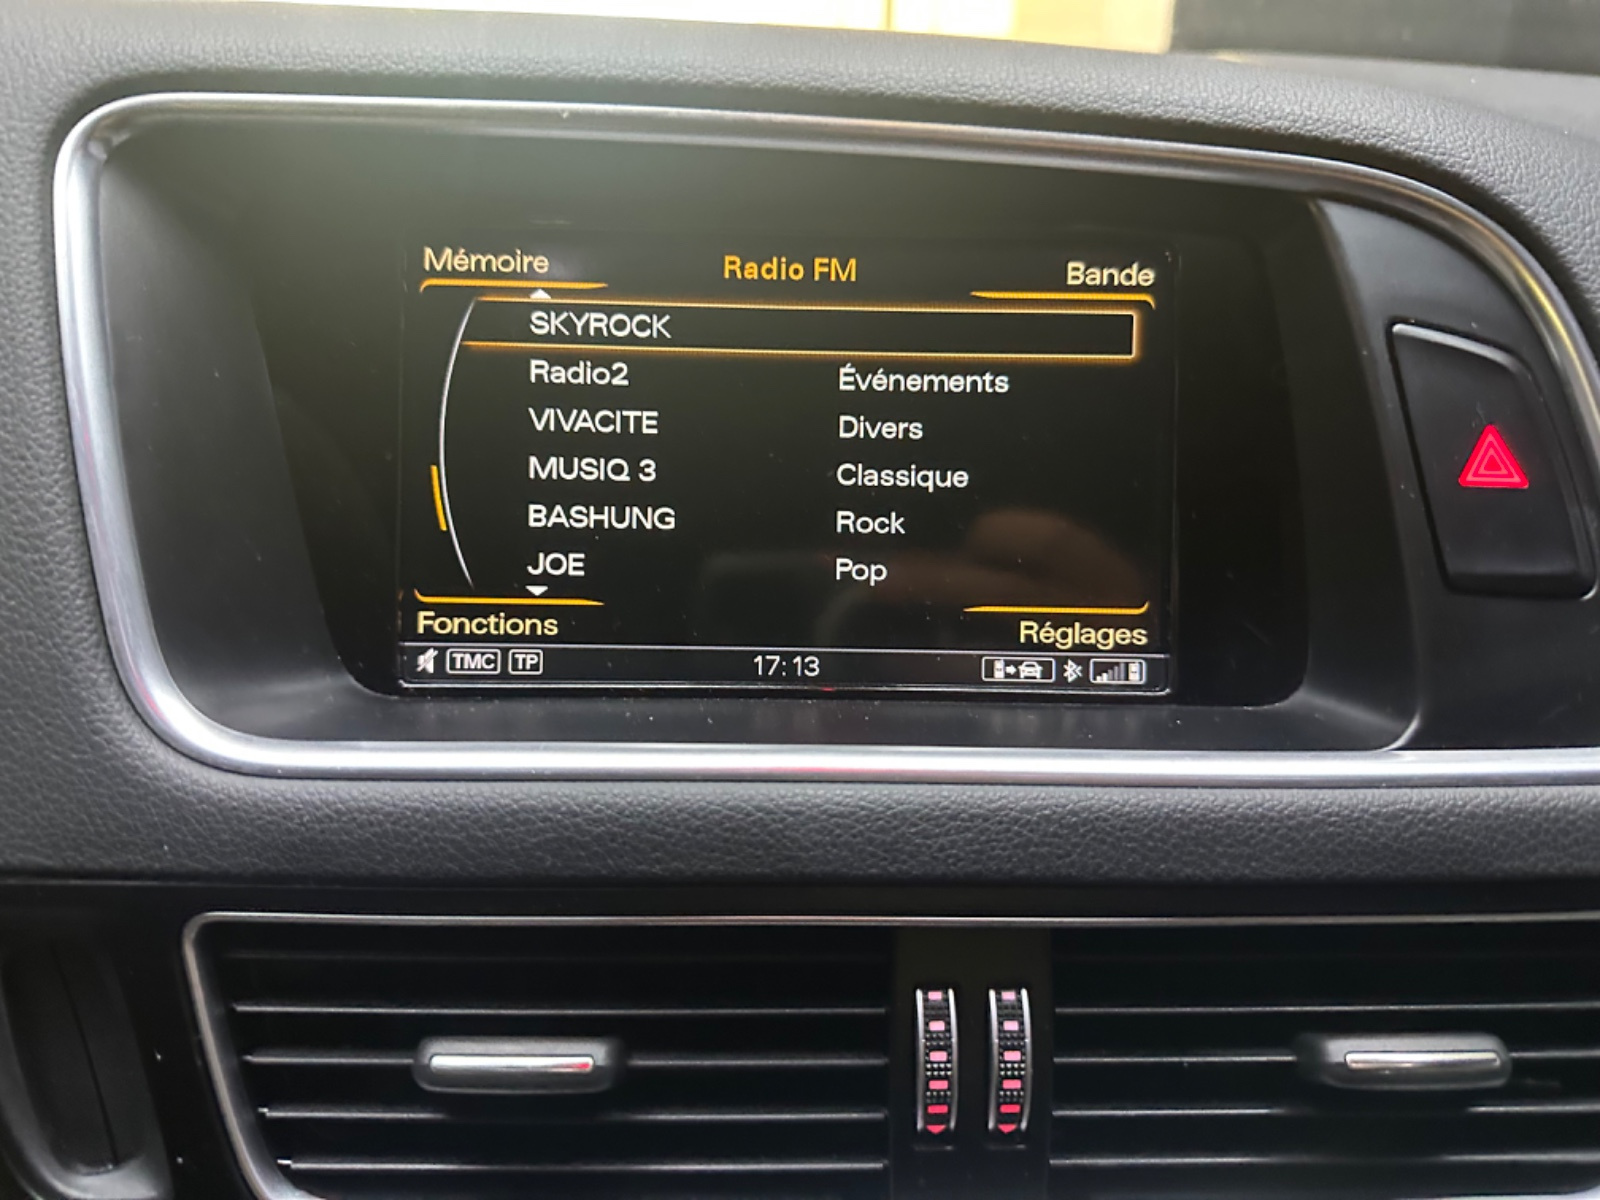 Mémoire Radio FM Bande
SKYROCK
Radio2 Événements
VIVACITE Divers
MUSIQ 3 Classique
BASHUNG Rock
JOE Pop
Fonctions Réglages
TMC TP 17:13